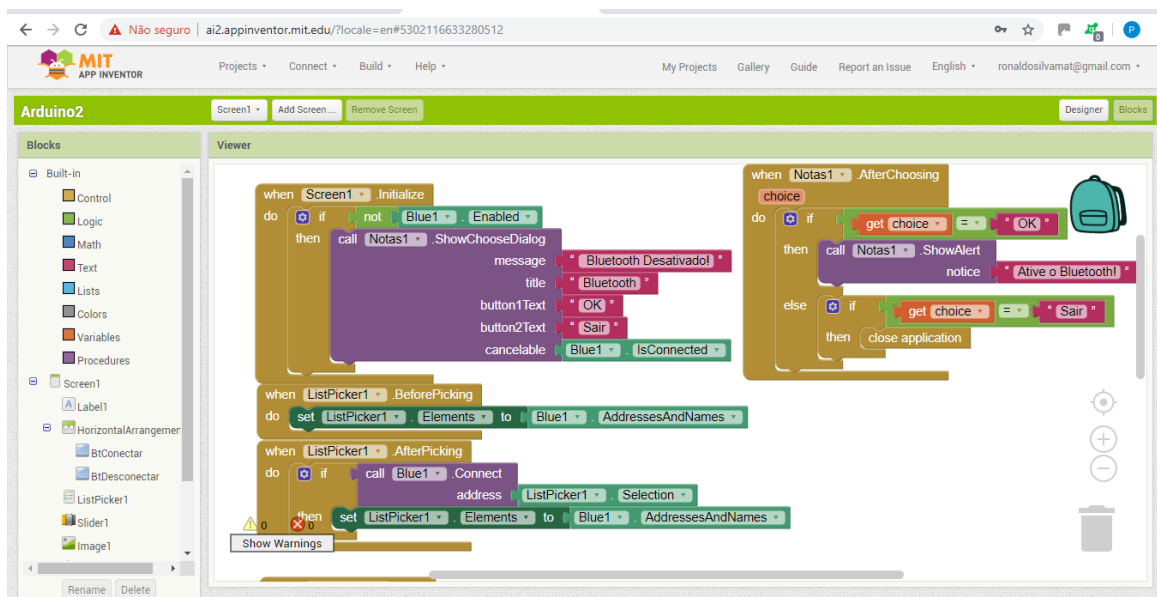 Não seguro | ai2.appinventor.mit.edu/?locale=en#5302116633280512
0
P
MIT
APP INVENTOR
Projects Connect Build Help My Projects Gallery Guide Report an Issue English ronaldosilvamat@gmail.com
Arduino2 Screen1 Add Screen ... Remove Screen Designer Blocks
Blocks
Viewer
Built-in
Control
Logic
Math
Text
Lists
Colors
Variables
Procedures
Screen1
Label1
HorizontalArrangemen
BtConectar
BtDesconectar
ListPicker1
Slider1
Image1
Rename Delete
when Screen1 .Initialize
do if not Blue1 . Enabled
then call Notas1 .ShowChooseDialog
message " Bluetooth Desativado! "
title " Bluetooth "
button1Text " OK "
button2Text " Sair "
cancelable Blue1 . IsConnected
when ListPicker1 .BeforePicking
do set ListPicker1 . Elements to Blue1 . AddressesAndNames
when ListPicker1 .AfterPicking
do if call Blue1 .Connect
address ListPicker1 . Selection
then set ListPicker1 . Elements to Blue1 . AddressesAndNames
0 0
Show Warnings
when Notas1 .AfterChoosing
choice
do if get choice = " OK "
then call Notas1 .ShowAlert
notice " Ative o Bluetooth! "
else if get choice = " Sair "
then close application